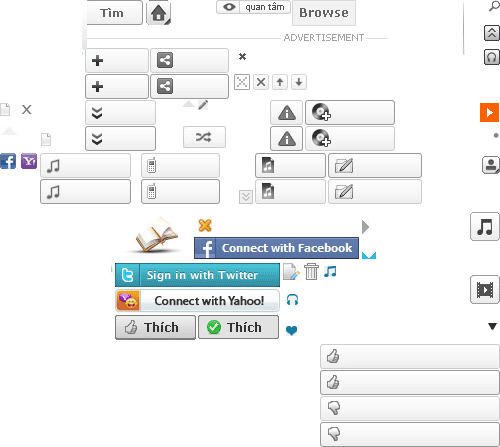 Tìm
quan tâm
Browse
ADVERTISEMENT
Connect with Facebook
Sign in with Twitter
Connect with Yahoo!
Thích
Thích